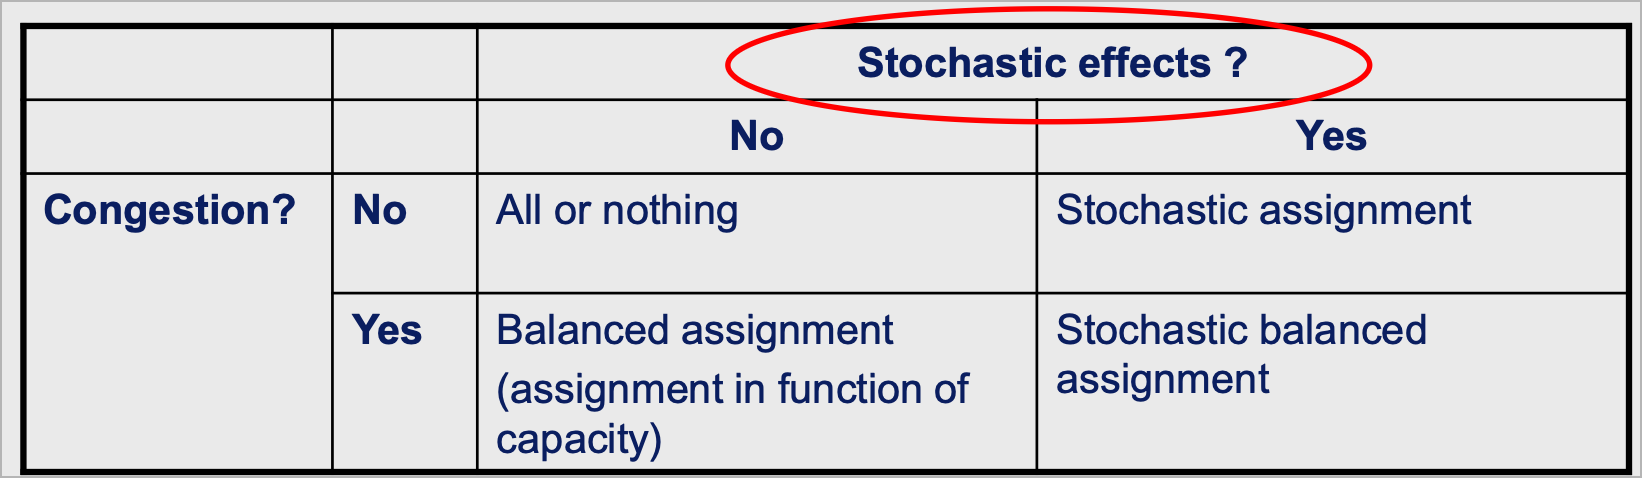 Stochastic effects ?
No
Yes
Congestion?
No
All or nothing
Stochastic assignment
Yes
Balanced assignment
(assignment in function of
capacity)
Stochastic balanced
assignment